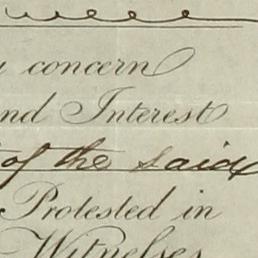 concern
nd Interest
of the said
Protested in
Witnesses